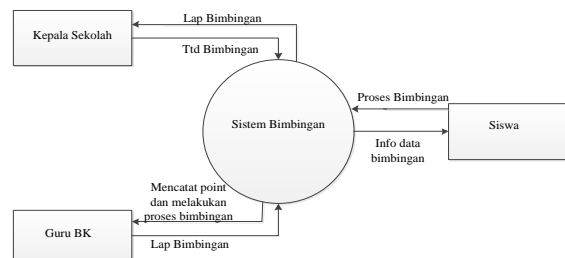 Lap Bimbingan
Kepala Sekolah
Ttd Bimbingan
Proses Bimbingan
Sistem Bimbingan
Siswa
Info data
bimbingan
Mencatat point
dan melakukan
proses bimbingan
Guru BK
Lap Bimbingan